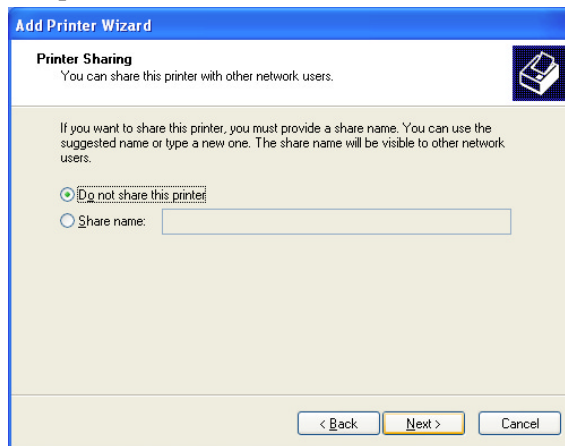 Add Printer Wizard
Printer Sharing
You can share this printer with other network users.
If you want to share this printer, you must provide a share name. You can use the
suggested name or type a new one. The share name will be visible to other network
users.
Do not share this printer
Share name:
< Back Next > Cancel